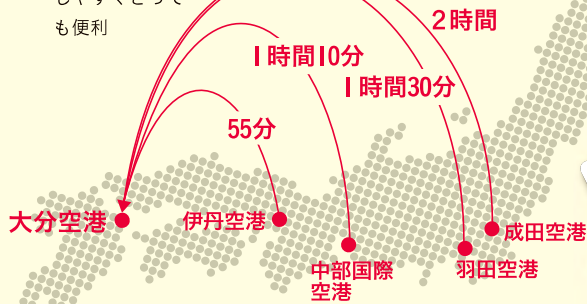 も便利
2時間
1時間10分
1時間30分
55分
大分空港
伊丹空港
中部国際
空港
羽田空港
成田空港